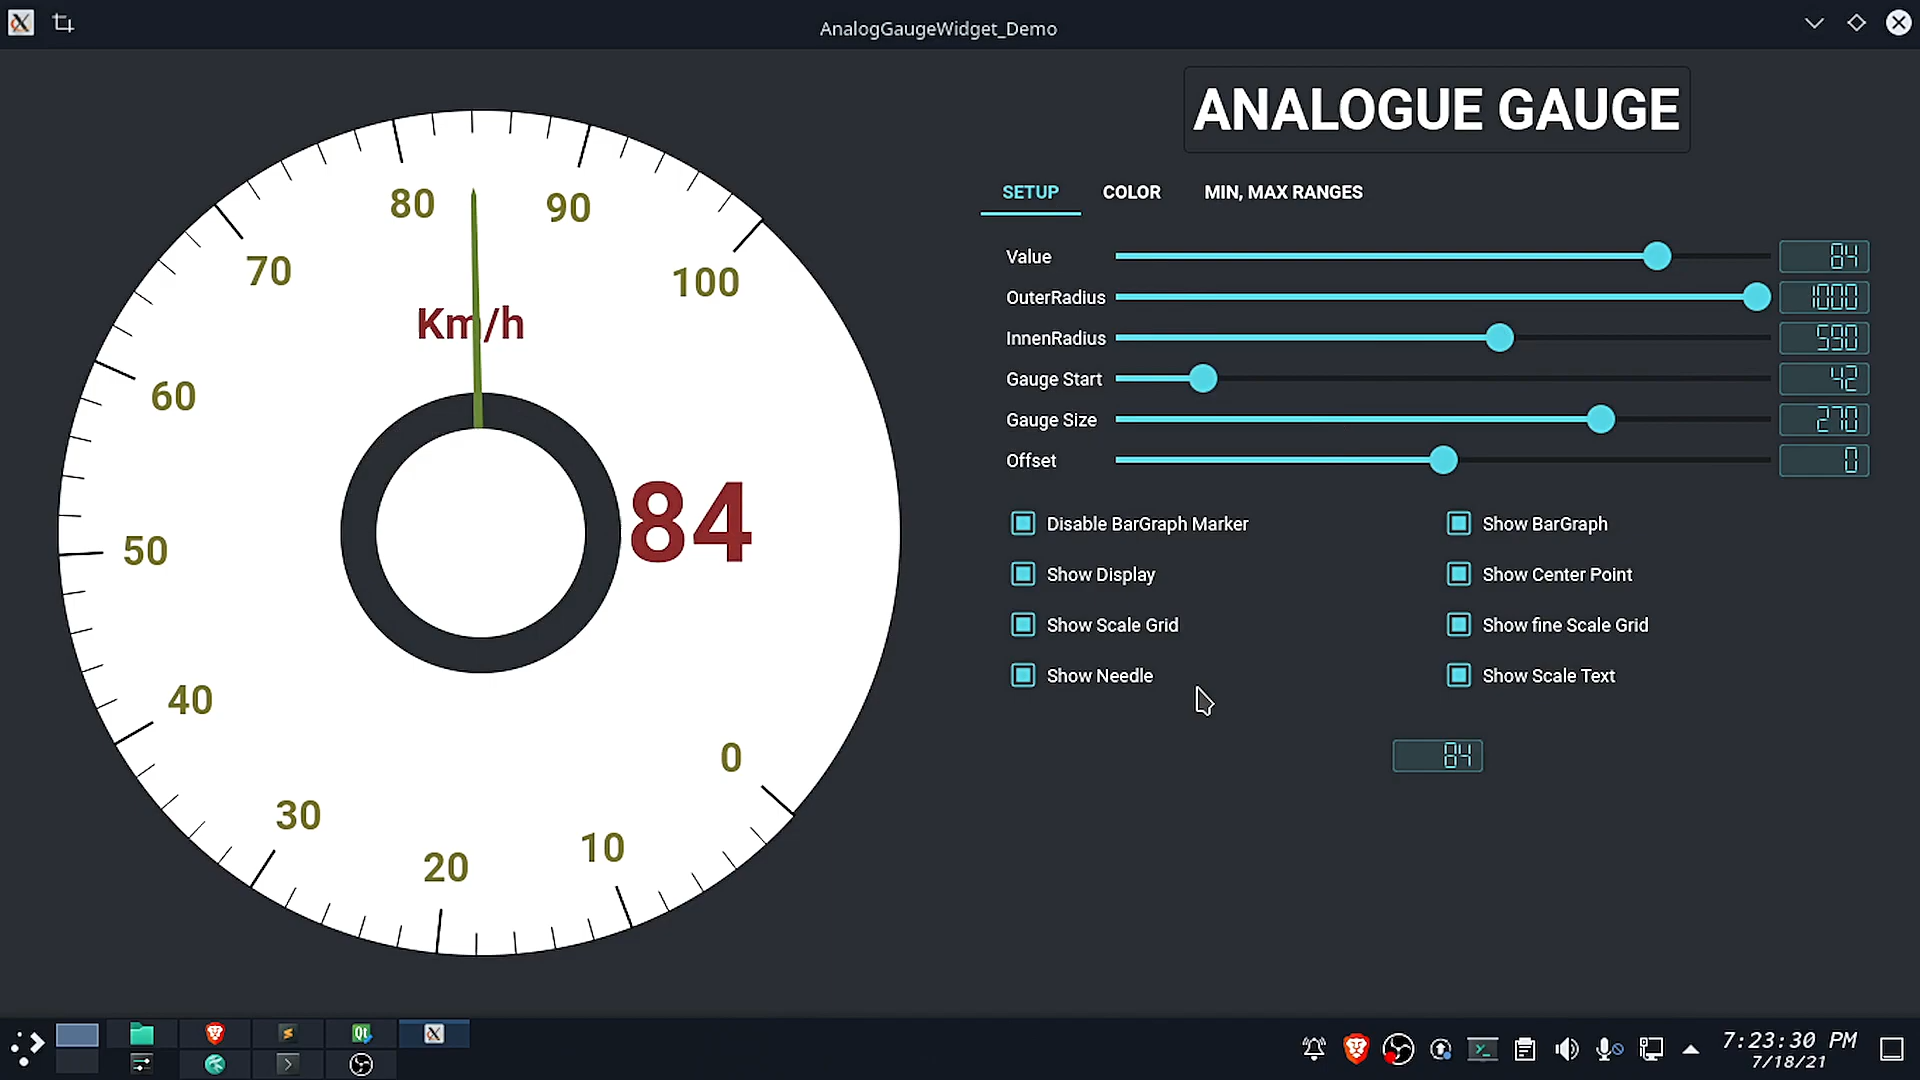 AnalogGaugeWidget_Demo
ANALOGUE GAUGE
SETUP COLOR MIN, MAX RANGES
Value 84
OuterRadius 1000
InnenRadius 590
Gauge Start 42
Gauge Size 270
Offset 0
Disable BarGraph Marker Show BarGraph
Show Display Show Center Point
Show Scale Grid Show fine Scale Grid
Show Needle Show Scale Text
84
80 90
70 100
Km/h
60
84
50
40
0
30
10
20
7:23:30 PM
7/18/21